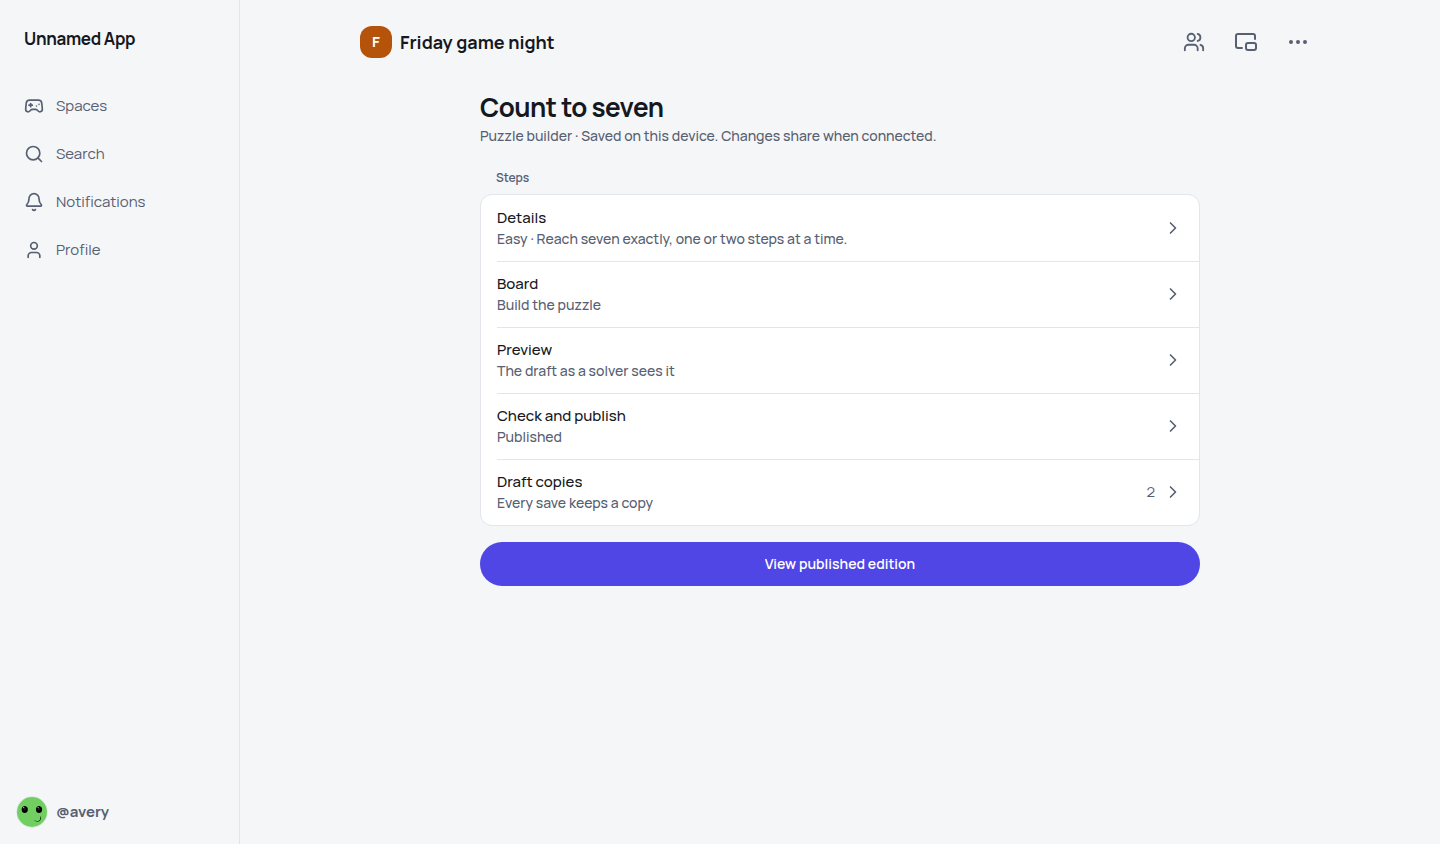 Unnamed App
Spaces
Search
Notifications
Profile
@avery
F
Friday game night
Count to seven
Puzzle builder · Saved on this device. Changes share when connected.
Steps
Details
Easy · Reach seven exactly, one or two steps at a time.
Board
Build the puzzle
Preview
The draft as a solver sees it
Check and publish
Published
Draft copies
Every save keeps a copy
2
View published edition